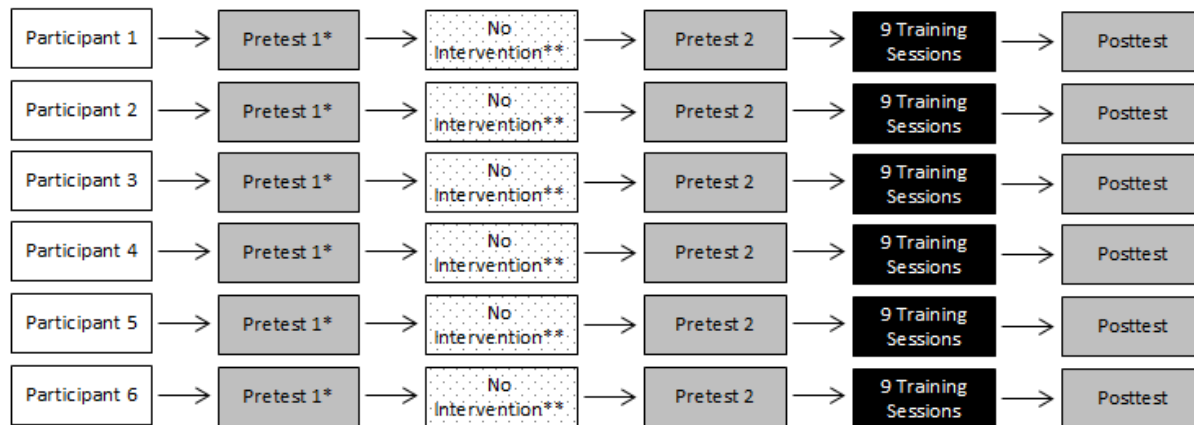 Participant 1 Pretest 1* No Intervention** Pretest 2 9 Training Sessions Posttest
Participant 2 Pretest 1* No Intervention** Pretest 2 9 Training Sessions Posttest
Participant 3 Pretest 1* No Intervention** Pretest 2 9 Training Sessions Posttest
Participant 4 Pretest 1* No Intervention** Pretest 2 9 Training Sessions Posttest
Participant 5 Pretest 1* No Intervention** Pretest 2 9 Training Sessions Posttest
Participant 6 Pretest 1* No Intervention** Pretest 2 9 Training Sessions Posttest